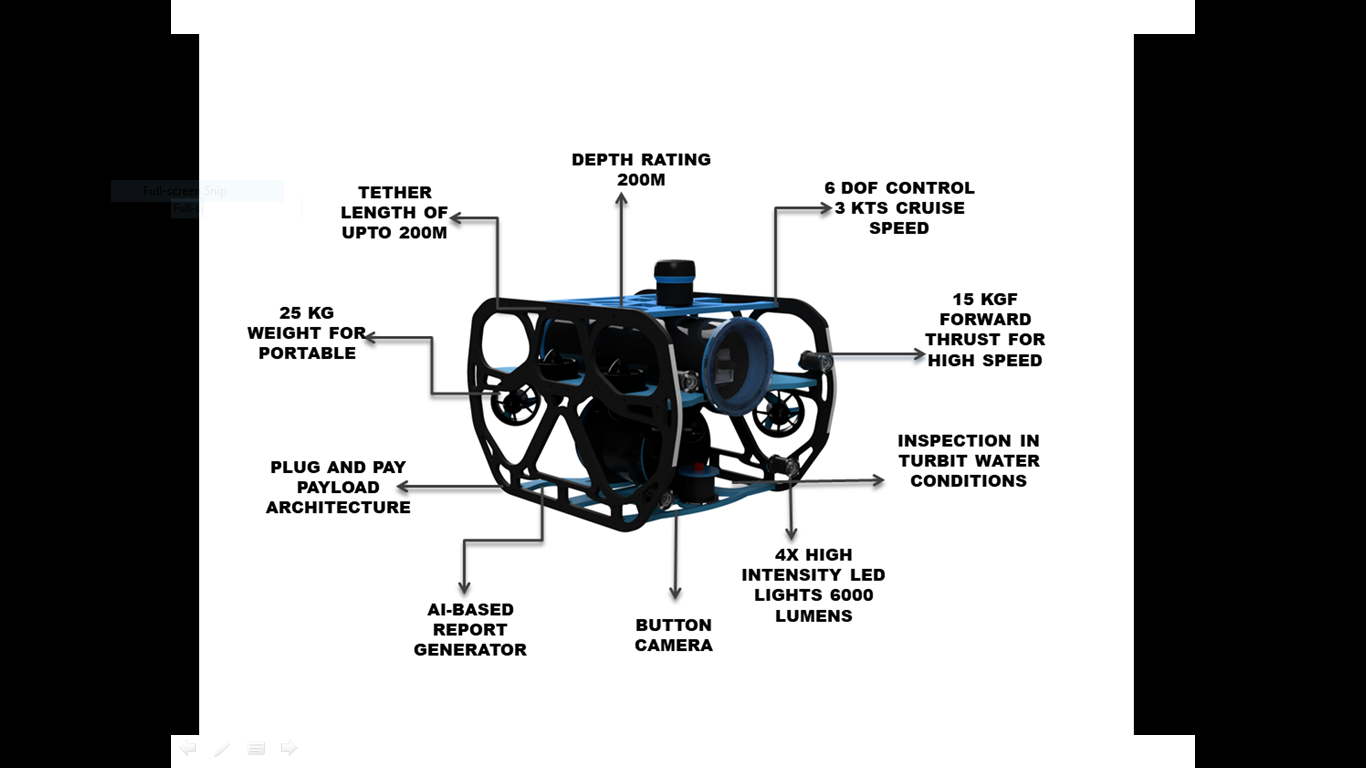 DEPTH RATING
200M
TETHER
LENGTH OF
UPTO 200M
6 DOF CONTROL
3 KTS CRUISE
SPEED
25 KG
WEIGHT FOR
PORTABLE
15 KGF
FORWARD
THRUST FOR
HIGH SPEED
PLUG AND PAY
PAYLOAD
ARCHITECTURE
INSPECTION IN
TURBIT WATER
CONDITIONS
AI-BASED
REPORT
GENERATOR
BUTTON
CAMERA
4X HIGH
INTENSITY LED
LIGHTS 6000
LUMENS
Full-screen Snip